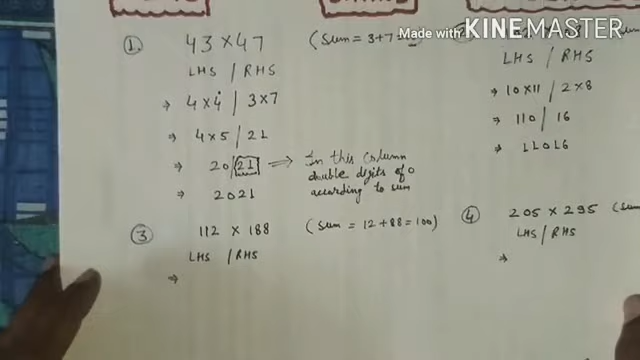 Made with KINEMASTER
① 43 × 47 (Sum = 3+7
LHS / RHS
⇒ 4 × 4 / 3 × 7
⇒ 4 × 5 / 21
⇒ 20 / 21 ⇒ In this column
double digits of 0
according to sum
⇒ 2021
LHS / RHS
⇒ 10 × 11 / 2 × 8
⇒ 110 / 16
⇒ 11016
③ 112 × 188 (Sum = 12 + 88 = 100)
LHS / RHS
⇒
④ 205 × 295 (Sum
LHS / RHS
⇒